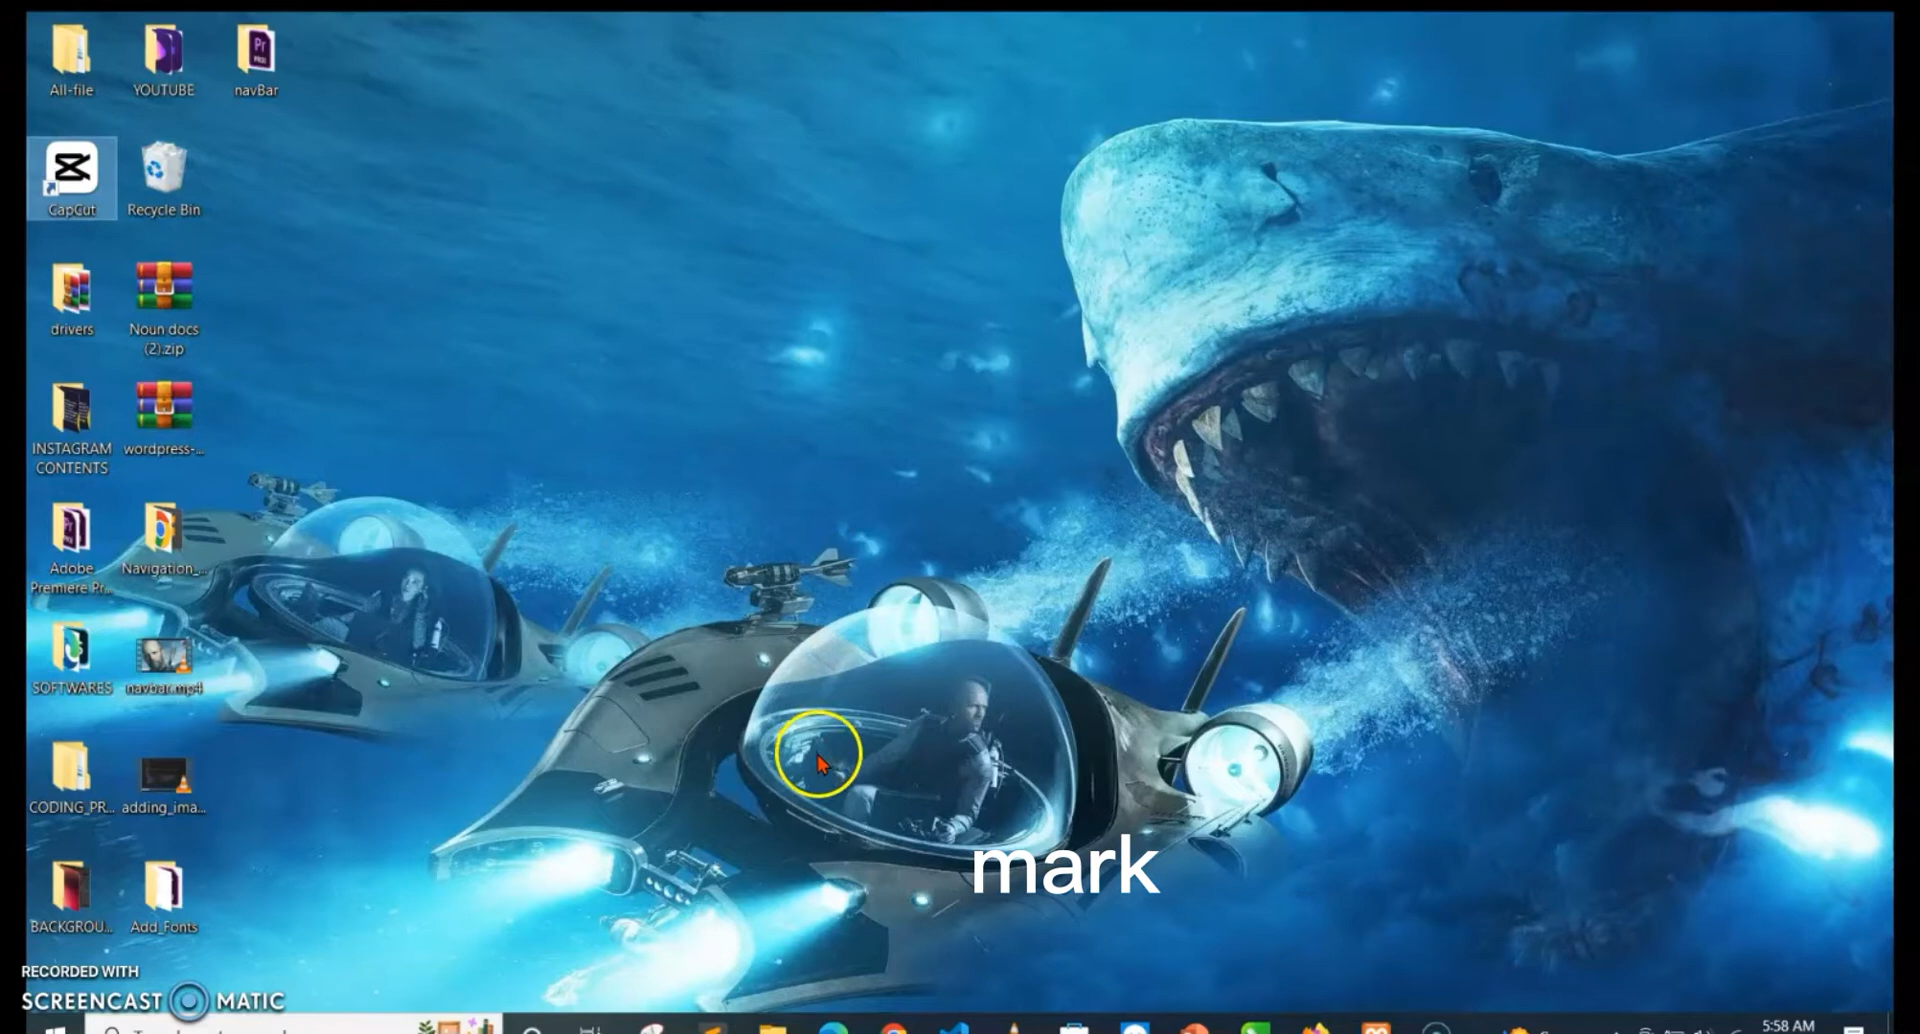 All-file
YOUTUBE
navBar
CapCut
Recycle Bin
drivers
Noun docs
(2).zip
INSTAGRAM
CONTENTS
wordpress-...
Adobe
Premiere Pr...
Navigation_...
SOFTWARES
navbar.mp4
CODING_PR...
adding_ima...
BACKGROU...
Add_Fonts
mark
RECORDED WITH
SCREENCAST MATIC
5:58 AM